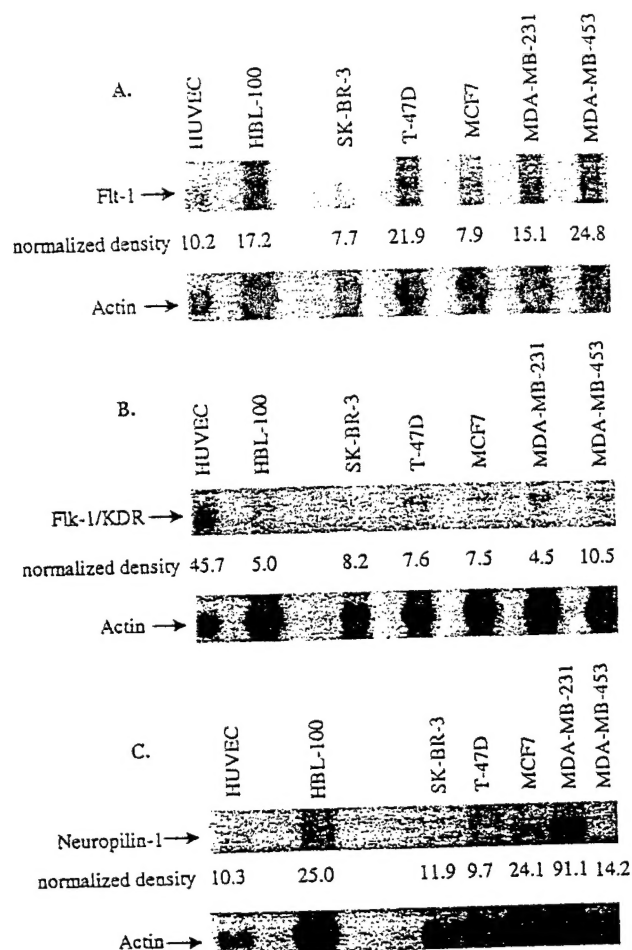 A.
HUVEC
HBL-100
SK-BR-3
T-47D
MCF7
MDA-MB-231
MDA-MB-453
Flt-1
normalized density 10.2 17.2 7.7 21.9 7.9 15.1 24.8
Actin
B.
HUVEC
HBL-100
SK-BR-3
T-47D
MCF7
MDA-MB-231
MDA-MB-453
Flk-1/KDR
normalized density 45.7 5.0 8.2 7.6 7.5 4.5 10.5
Actin
C.
HUVEC
HBL-100
SK-BR-3
T-47D
MCF7
MDA-MB-231
MDA-MB-453
Neuropilin-1
normalized density 10.3 25.0 11.9 9.7 24.1 91.1 14.2
Actin